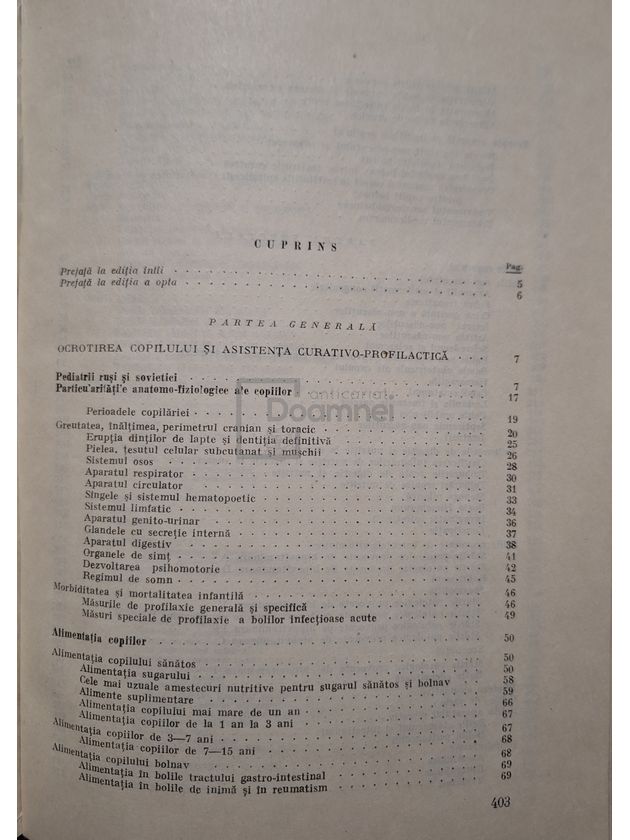 CUPRINS
Pag.
Prefață la ediția întîi . . . 5
Prefață la ediția a opta . . . 6
PARTEA GENERALĂ
OCROTIREA COPILULUI ȘI ASISTENȚA CURATIVO-PROFILACTICĂ . . . 7
Pediatrii ruși și sovietici . . . 7
Particularitățile anatomo-fiziologice ale copiilor . . . 17
anticariat
Doamnei
Perioadele copilăriei . . . 19
Greutatea, înălțimea, perimetrul cranian și toracic . . . 20
Erupția dinților de lapte și dentiția definitivă . . . 25
Pielea, țesutul celular subcutanat și mușchii . . . 26
Sistemul osos . . . 28
Aparatul respirator . . . 30
Aparatul circulator . . . 31
Sîngele și sistemul hematopoetic . . . 33
Sistemul limfatic . . . 34
Aparatul genito-urinar . . . 36
Glandele cu secreție internă . . . 37
Aparatul digestiv . . . 38
Organele de simț . . . 41
Dezvoltarea psihomotorie . . . 42
Regimul de somn . . . 45
Morbiditatea și mortalitatea infantilă . . . 46
Măsurile de profilaxie generală și specifică . . . 46
Măsuri speciale de profilaxie a bolilor infecțioase acute . . . 49
Alimentația copiilor . . . 50
Alimentația copilului sănătos . . . 50
Alimentația sugarului . . . 50
Cele mai uzuale amestecuri nutritive pentru sugarul sănătos și bolnav . . . 58
Alimente suplimentare . . . 59
Alimentația copilului mai mare de un an . . . 66
Alimentația copiilor de la 1 an la 3 ani . . . 67
Alimentația copiilor de 3—7 ani . . . 67
Alimentația copiilor de 7—15 ani . . . 68
Alimentația copilului bolnav . . . 68
Alimentația în bolile tractului gastro-intestinal . . . 69
Alimentația în bolile de inimă și în reumatism . . . 69
403